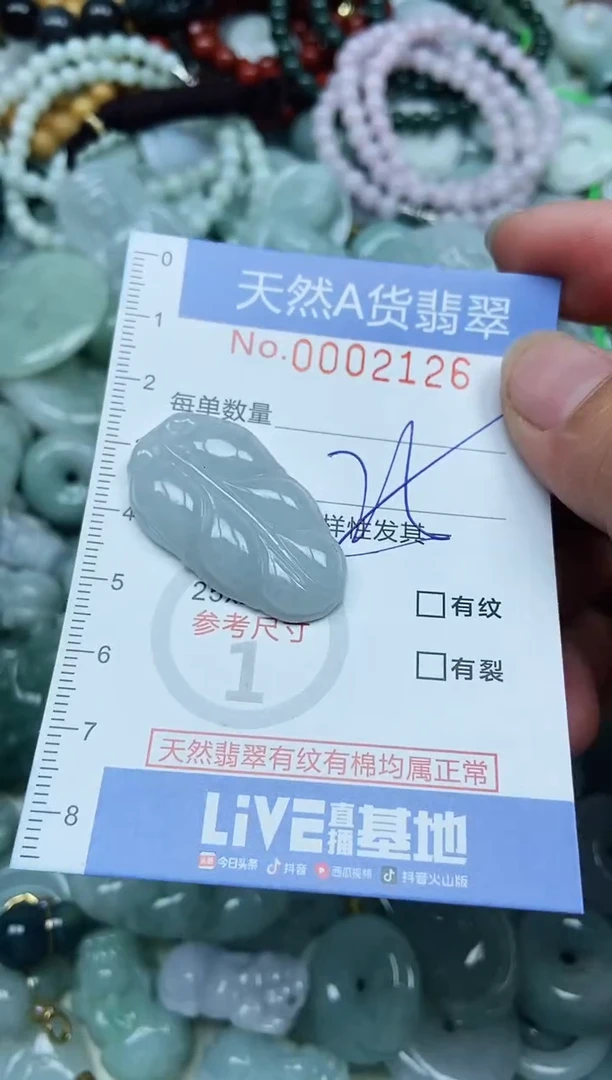 天然A货翡翠
No.0002126
每单数量
样性发其
25
参考尺寸
1
有纹
有裂
天然翡翠有纹有棉均属正常
LiVE直播基地
今日头条 抖音 西瓜视频 抖音火山版
0
1
2
4
5
6
7
8